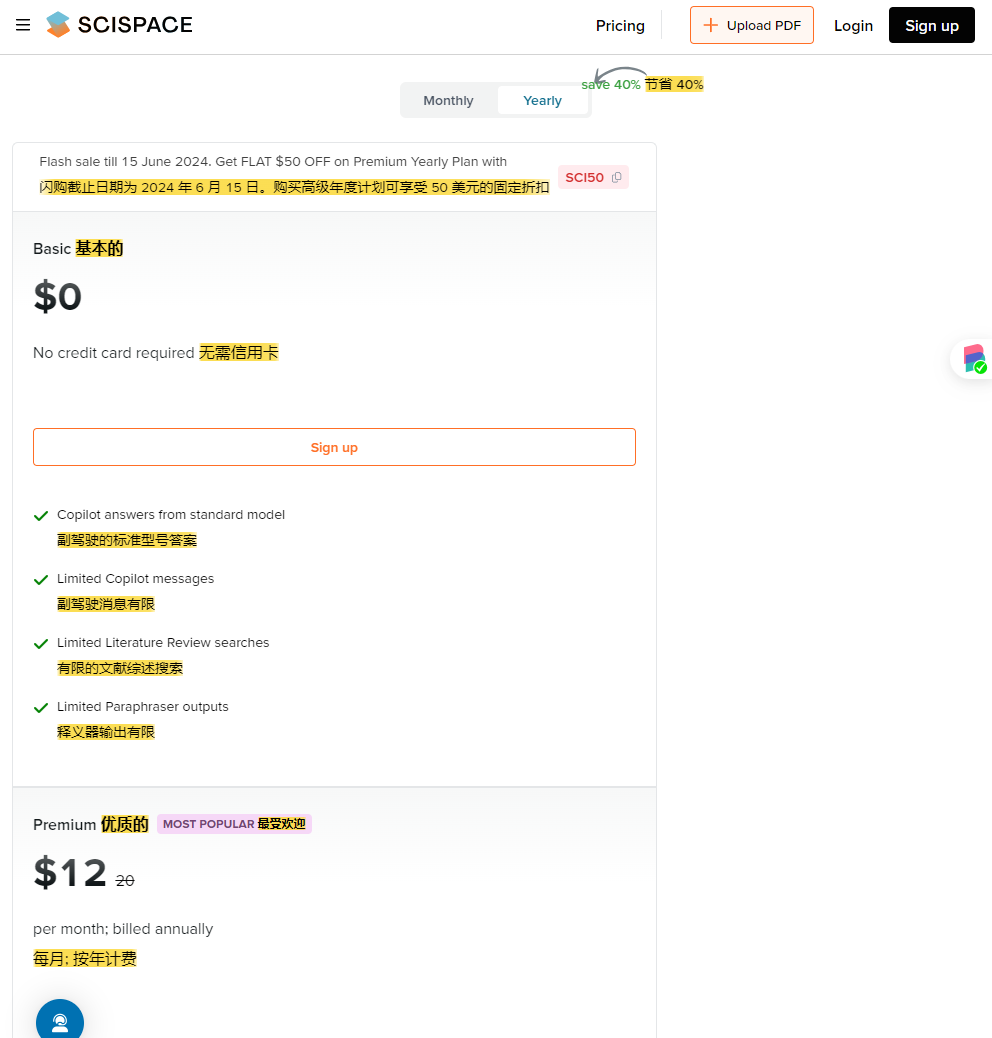 SCISPACE
Pricing
Upload PDF
Login
Sign up
Monthly
Yearly
save 40% 节省 40%
Flash sale till 15 June 2024. Get FLAT $50 OFF on Premium Yearly Plan with
闪购截止日期为 2024 年 6 月 15 日。购买高级年度计划可享受 50 美元的固定折扣
SCI50
Basic 基本的
$0
No credit card required 无需信用卡
Sign up
Copilot answers from standard model
副驾驶的标准型号答案
Limited Copilot messages
副驾驶消息有限
Limited Literature Review searches
有限的文献综述搜索
Limited Paraphraser outputs
释义器输出有限
Premium 优质的 MOST POPULAR 最受欢迎
$12 20
per month; billed annually
每月; 按年计费